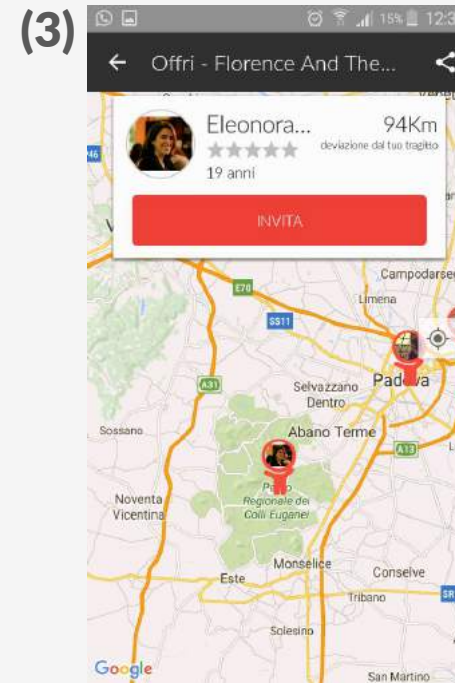 (3)
15% 12:3
Offri - Florence And The...
Eleonora...
94Km
deviazione dal tuo tragitto
19 anni
INVITA
Campodarse
E70
Limena
SS11
Padova
A31
Selvazzano
Dentro
Sossano
Abano Terme
A13
Parco
Regionale dei
Colli Euganei
Noventa
Vicentina
Monselice
Conselve
Este
Tribano
SR
Solesino
Google
San Martino